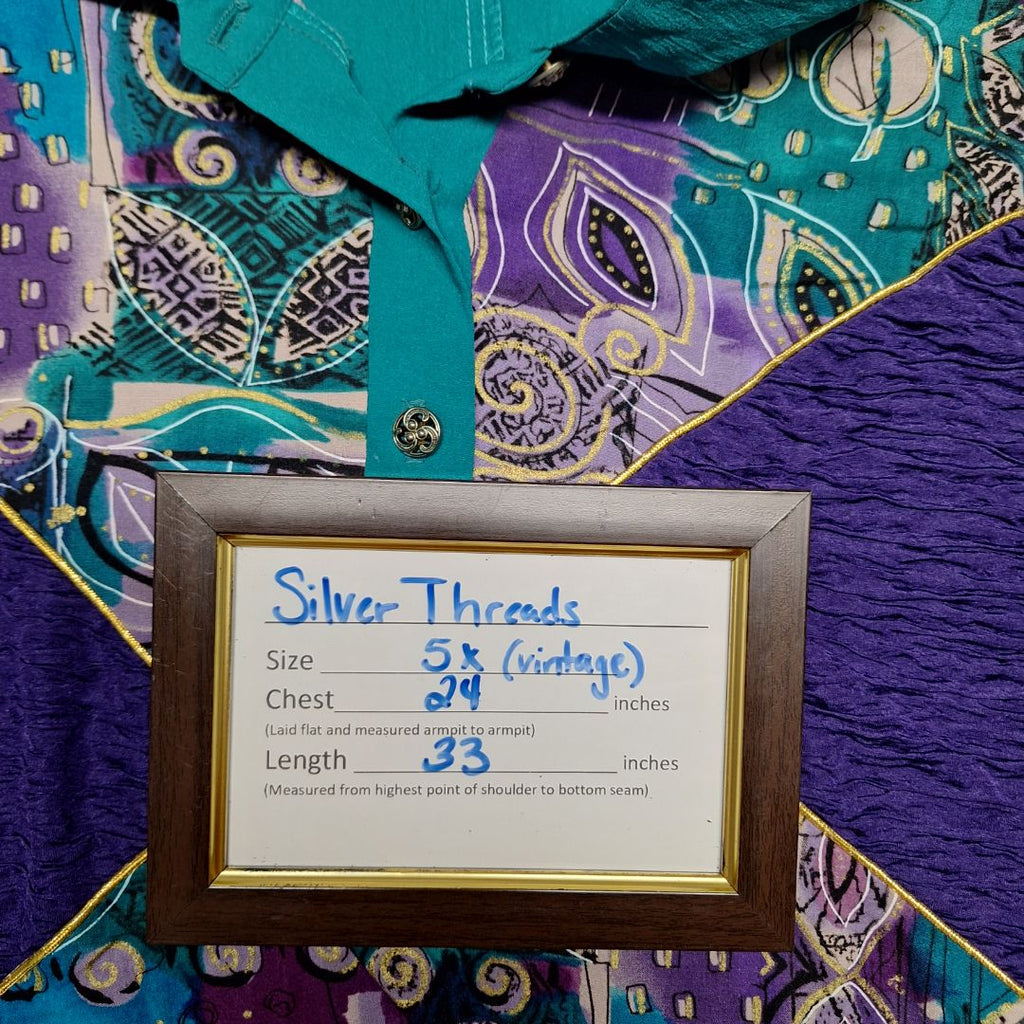 Silver Threads
Size 5x (vintage)
Chest 24 inches
(Laid flat and measured armpit to armpit)
Length 33 inches
(Measured from highest point of shoulder to bottom seam)